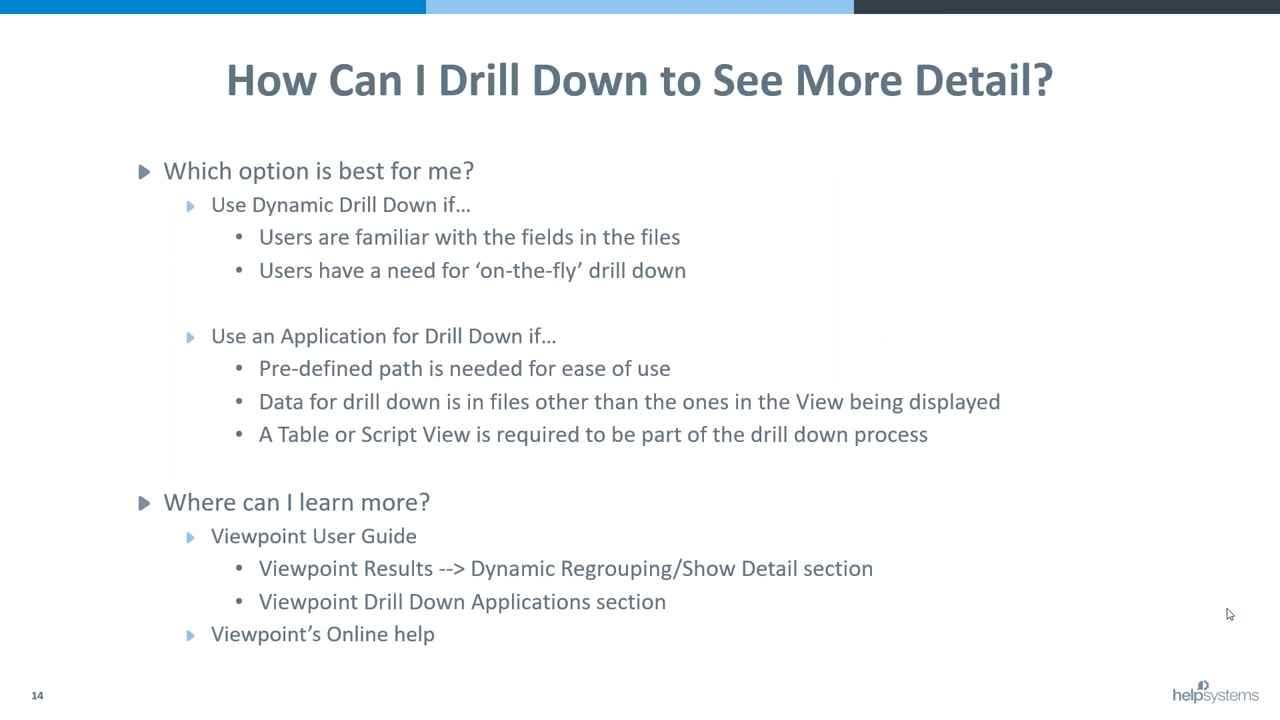 How Can I Drill Down to See More Detail?
Which option is best for me?
Use Dynamic Drill Down if…
• Users are familiar with the fields in the files
• Users have a need for ‘on-the-fly’ drill down
Use an Application for Drill Down if…
• Pre-defined path is needed for ease of use
• Data for drill down is in files other than the ones in the View being displayed
• A Table or Script View is required to be part of the drill down process
Where can I learn more?
Viewpoint User Guide
• Viewpoint Results --> Dynamic Regrouping/Show Detail section
• Viewpoint Drill Down Applications section
Viewpoint’s Online help
14
helpsystems